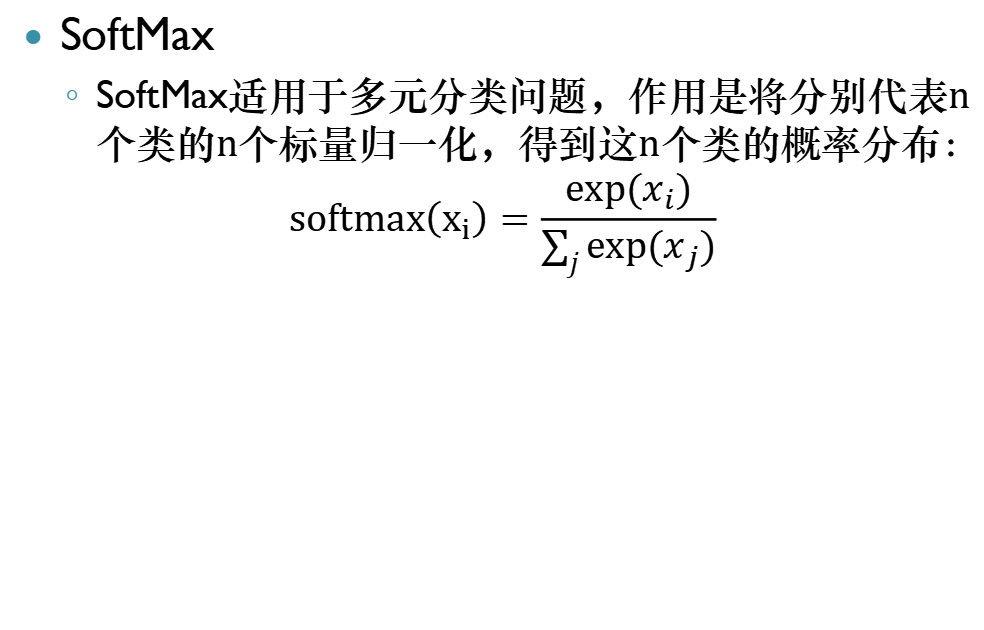 SoftMax
SoftMax适用于多元分类问题，作用是将分别代表n
个类的n个标量归一化，得到这n个类的概率分布：
softmax(xᵢ) = exp(xᵢ) / ∑ⱼ exp(xⱼ)